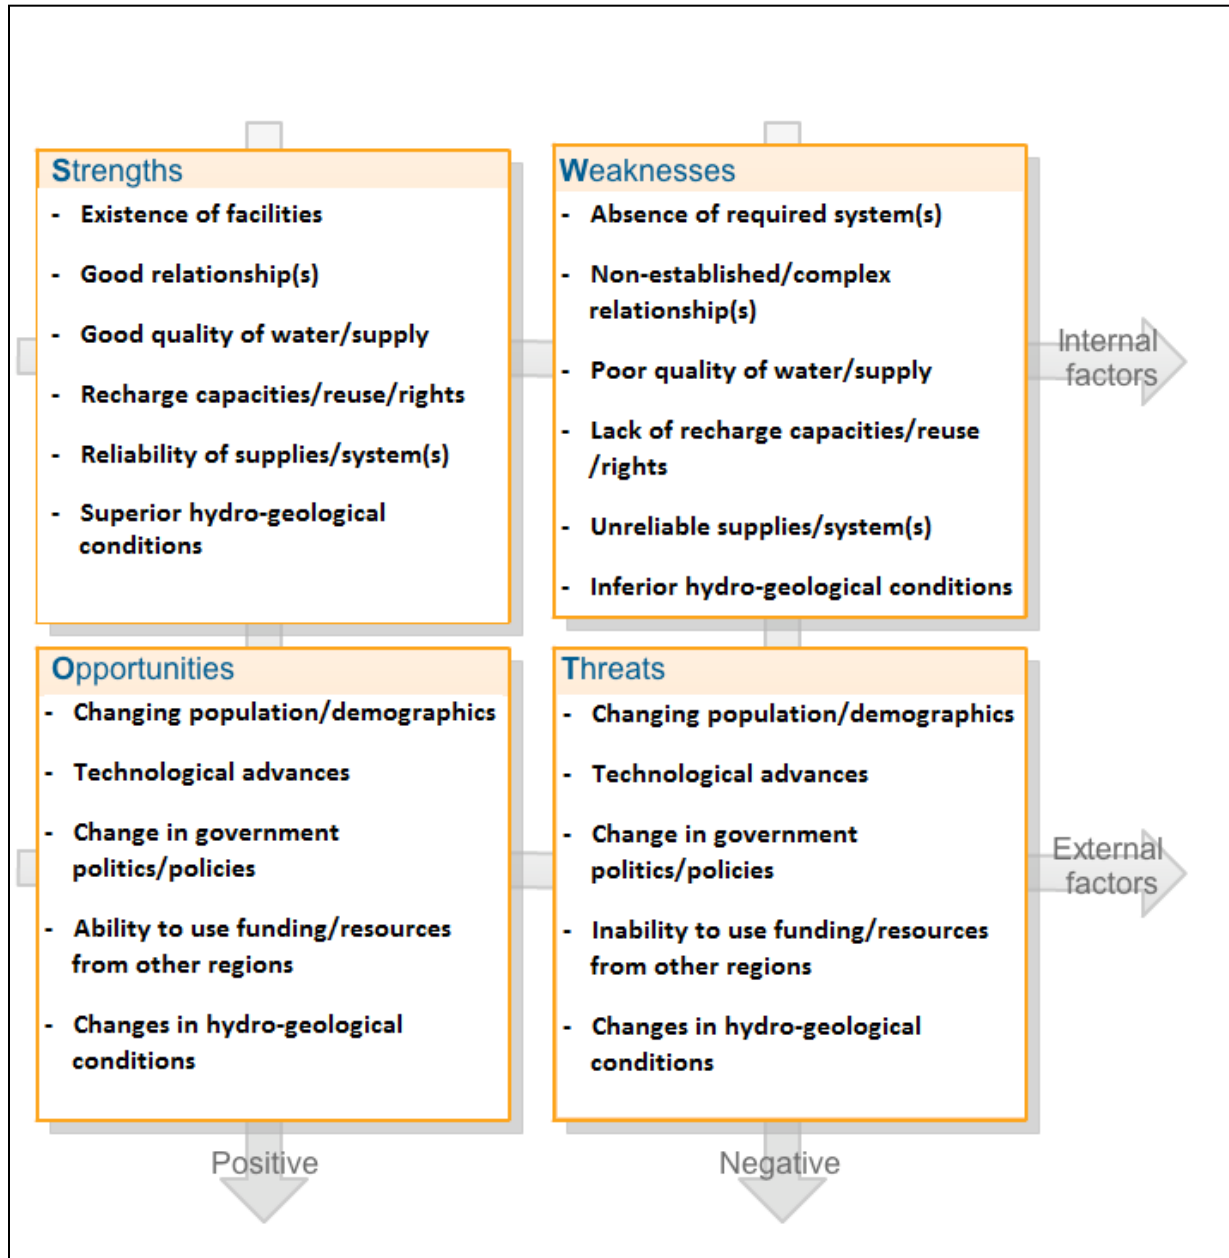 Strengths
- Existence of facilities
- Good relationship(s)
- Good quality of water/supply
- Recharge capacities/reuse/rights
- Reliability of supplies/system(s)
- Superior hydro-geological
conditions
Weaknesses
- Absence of required system(s)
- Non-established/complex
relationship(s)
- Poor quality of water/supply
- Lack of recharge capacities/reuse
/rights
- Unreliable supplies/system(s)
- Inferior hydro-geological conditions
Internal
factors
Opportunities
- Changing population/demographics
- Technological advances
- Change in government
politics/policies
- Ability to use funding/resources
from other regions
- Changes in hydro-geological
conditions
Threats
- Changing population/demographics
- Technological advances
- Change in government
politics/policies
- Inability to use funding/resources
from other regions
- Changes in hydro-geological
conditions
External
factors
Positive
Negative